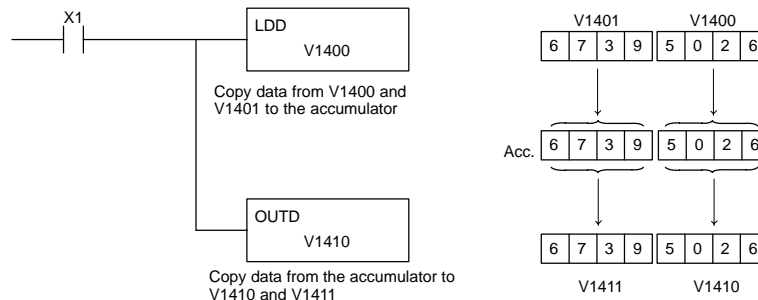 X1
LDD
V1400
Copy data from V1400 and
V1401 to the accumulator
OUTD
V1410
Copy data from the accumulator to
V1410 and V1411
V1401 V1400
6 7 3 9 5 0 2 6
Acc. 6 7 3 9 5 0 2 6
6 7 3 9 5 0 2 6
V1411 V1410